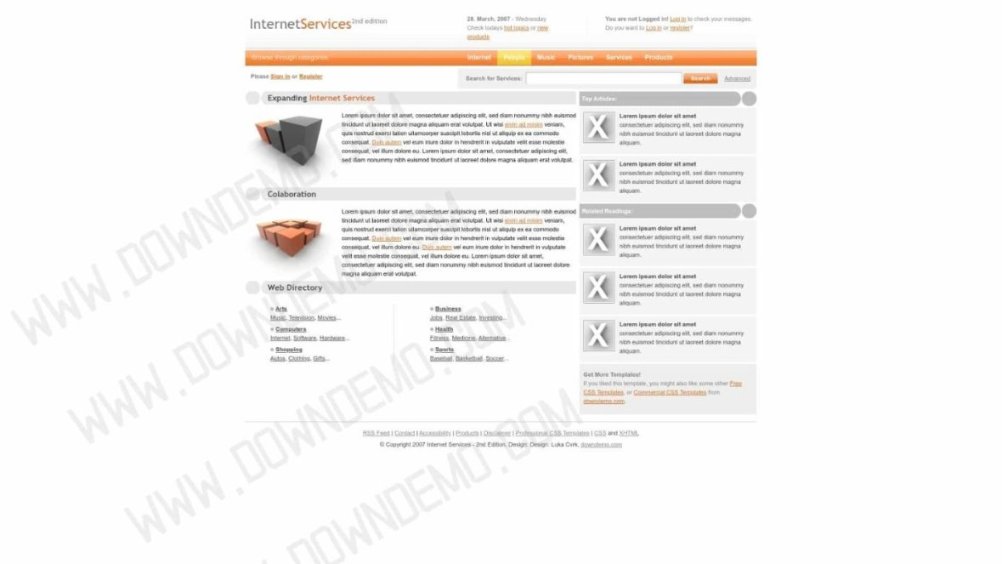 InternetServices 2nd edition
28. March, 2007 - Wednesday
Check todays hot topics or new
products
You are not Logged in! Log in to check your messages.
Do you want to Log in or register?
Browse through categories:
Internet People Music Pictures Services Products
Please Sign in or Register
Search for Services: Search Advanced
Expanding Internet Services
Lorem ipsum dolor sit amet, consectetuer adipiscing elit, sed diam nonummy nibh euismod
tincidunt ut laoreet dolore magna aliquam erat volutpat. Ut wisi enim ad minim veniam,
quis nostrud exerci tation ullamcorper suscipit lobortis nisl ut aliquip ex ea commodo
consequat. Duis autem vel eum iriure dolor in hendrerit in vulputate velit esse molestie
consequat, vel illum dolore eu. Lorem ipsum dolor sit amet, consectetuer adipiscing elit,
sed diam nonummy nibh euismod tincidunt ut laoreet dolore magna aliquam erat volutpat.
Colaboration
Lorem ipsum dolor sit amet, consectetuer adipiscing elit, sed diam nonummy nibh euismod
tincidunt ut laoreet dolore magna aliquam erat volutpat. Ut wisi enim ad minim veniam,
quis nostrud exerci tation ullamcorper suscipit lobortis nisl ut aliquip ex ea commodo
consequat. Duis autem vel eum iriure dolor in hendrerit in vulputate velit esse molestie
consequat. Duis autem vel eum iriure dolor in hendrerit in vulputate velit esse molestie
consequat, vel illum dolore eu. Lorem ipsum dolor sit amet, consectetuer adipiscing elit,
sed diam nonummy nibh euismod tincidunt ut laoreet dolore
magna aliquam erat volutpat.
Web Directory
Arts
Music, Television, Movies...
Computers
Internet, Software, Hardware...
Shopping
Autos, Clothing, Gifts...
Business
Jobs, Real Estate, Investing...
Health
Fitness, Medicine, Alternative...
Sports
Baseball, Basketball, Soccer...
Top Articles:
X
Lorem ipsum dolor sit amet
consectetuer adipiscing elit, sed diam nonummy
nibh euismod tincidunt ut laoreet dolore magna
aliquam.
X
Lorem ipsum dolor sit amet
consectetuer adipiscing elit, sed diam nonummy
nibh euismod tincidunt ut laoreet dolore magna
aliquam.
Related Readings:
X
Lorem ipsum dolor sit amet
consectetuer adipiscing elit, sed diam nonummy
nibh euismod tincidunt ut laoreet dolore magna
aliquam.
X
Lorem ipsum dolor sit amet
consectetuer adipiscing elit, sed diam nonummy
nibh euismod tincidunt ut laoreet dolore magna
aliquam.
X
Lorem ipsum dolor sit amet
consectetuer adipiscing elit, sed diam nonummy
nibh euismod tincidunt ut laoreet dolore magna
aliquam.
Get More Templates!
If you liked this template, you might also like some other Free
CSS Templates, or Commercial CSS Templates from
downdemo.com.
RSS Feed | Contact | Accessibility | Products | Disclaimer | Professional CSS Templates | CSS and XHTML
© Copyright 2007 Internet Services - 2nd Edition, Design: Design: Luka Cvrk, downdemo.com
WWW.DOWNDEMO.COM
WWW.DOWNDEMO.COM
WWW.DOWNDEMO.COM
WWW.DOWNDEMO.COM